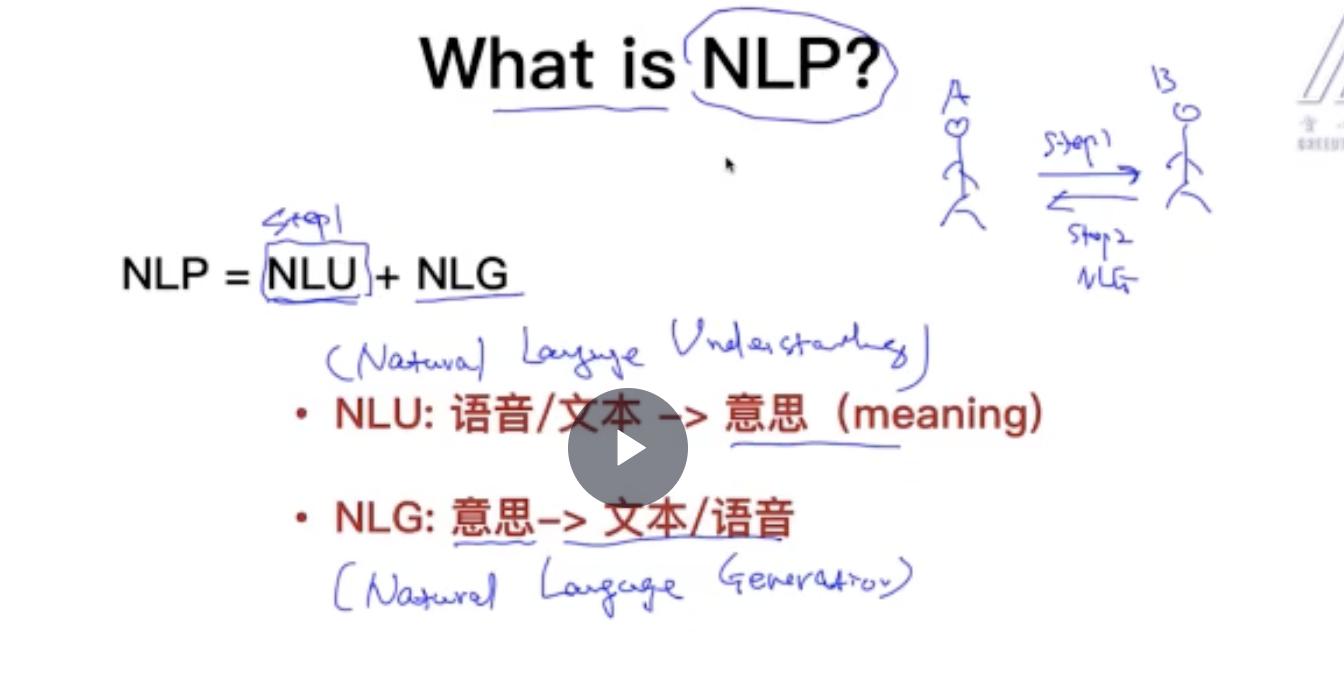 What is NLP?
A
B
Step1
Step2
NLG
Step1
NLP = NLU + NLG
(Natural Language Understanding)
• NLU: 语音/文本 –> 意思（meaning）
• NLG: 意思–> 文本/语音
(Natural Language Generation)